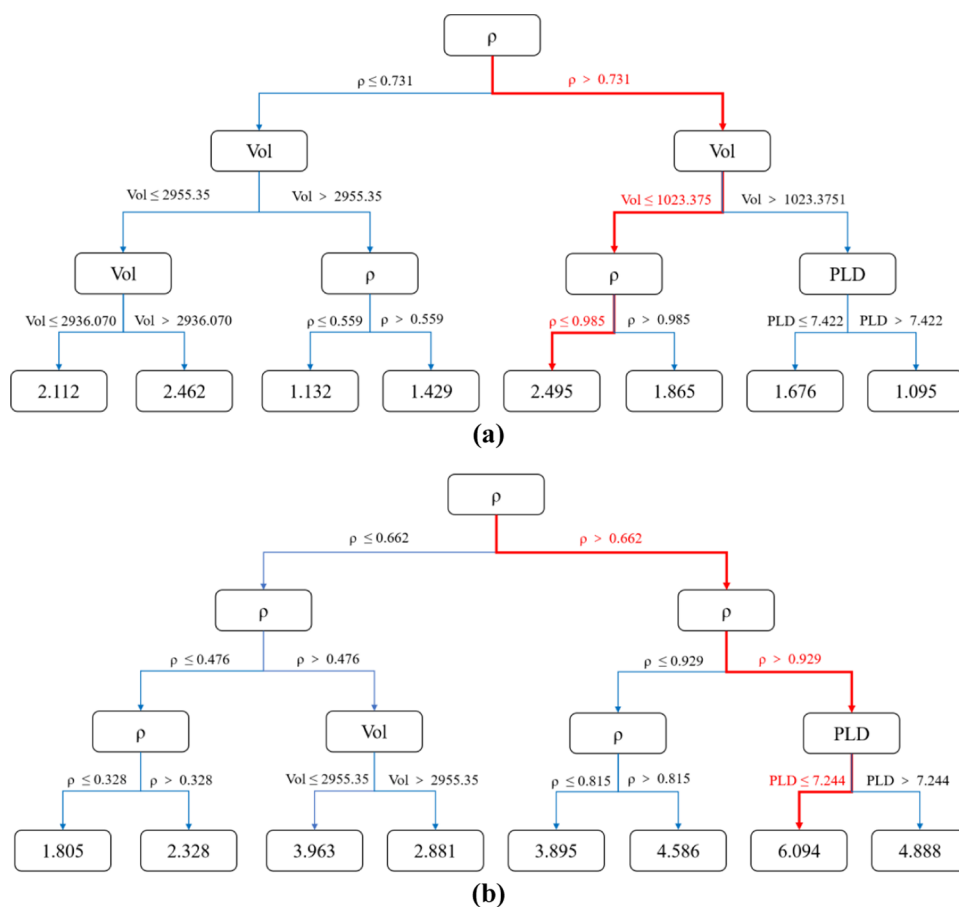 ρ
ρ ≤ 0.731 ρ > 0.731
Vol Vol
Vol ≤ 2955.35 Vol > 2955.35 Vol ≤ 1023.375 Vol > 1023.3751
Vol ρ ρ PLD
Vol ≤ 2936.070 Vol > 2936.070 ρ ≤ 0.559 ρ > 0.559 ρ ≤ 0.985 ρ > 0.985 PLD ≤ 7.422 PLD > 7.422
2.112 2.462 1.132 1.429 2.495 1.865 1.676 1.095
(a)
ρ
ρ ≤ 0.662 ρ > 0.662
ρ ρ
ρ ≤ 0.476 ρ > 0.476 ρ ≤ 0.929 ρ > 0.929
ρ Vol ρ PLD
ρ ≤ 0.328 ρ > 0.328 Vol ≤ 2955.35 Vol > 2955.35 ρ ≤ 0.815 ρ > 0.815 PLD ≤ 7.244 PLD > 7.244
1.805 2.328 3.963 2.881 3.895 4.586 6.094 4.888
(b)